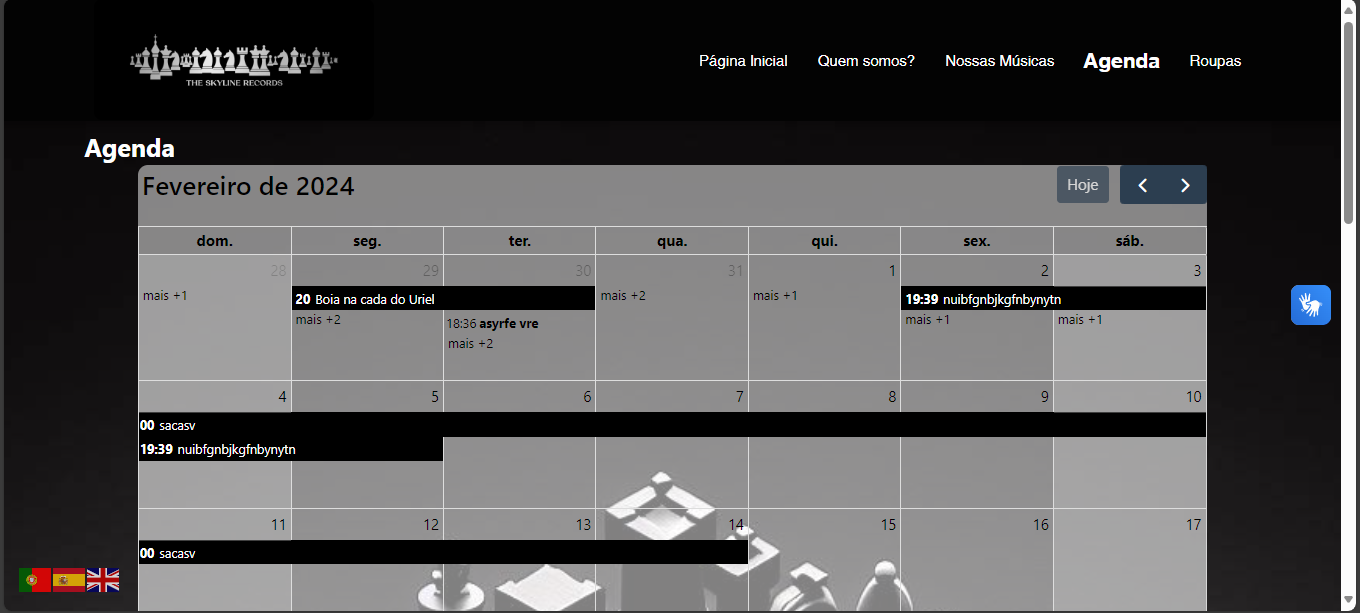 THE SKYLINE RECORDS
Página Inicial Quem somos? Nossas Músicas Agenda Roupas
Agenda
Fevereiro de 2024 Hoje
dom. seg. ter. qua. qui. sex. sáb.
28 29 30 31 1 2 3
mais +1 20 Boia na cada do Uriel mais +2 mais +1 19:39 nuibfgnbjkgfnbynytn
mais +2 18:36 asyrfe vre mais +1 mais +1
mais +2
4 5 6 7 8 9 10
00 sacasv
19:39 nuibfgnbjkgfnbynytn
11 12 13 14 15 16 17
00 sacasv